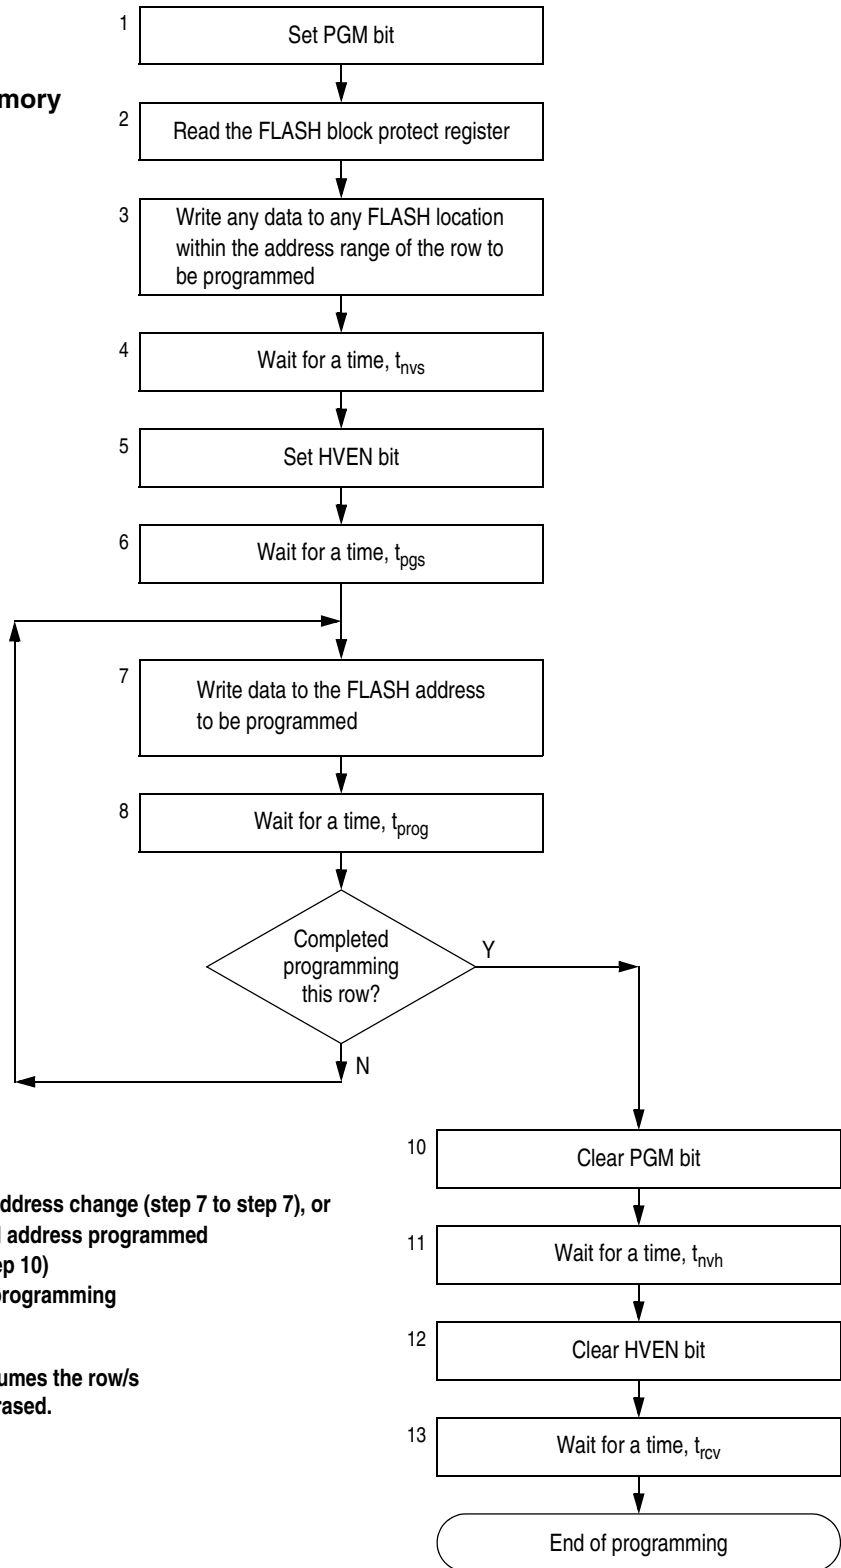 1
Set PGM bit
mory
2
Read the FLASH block protect register
3
Write any data to any FLASH location
within the address range of the row to
be programmed
4
Wait for a time, tnvs
5
Set HVEN bit
6
Wait for a time, tpgs
7
Write data to the FLASH address
to be programmed
8
Wait for a time, tprog
Completed
programming
this row?
Y
N
10
Clear PGM bit
ddress change (step 7 to step 7), or
address programmed
ep 10)
programming
11
Wait for a time, tnvh
12
Clear HVEN bit
umes the row/s
rased.
13
Wait for a time, trcv
End of programming